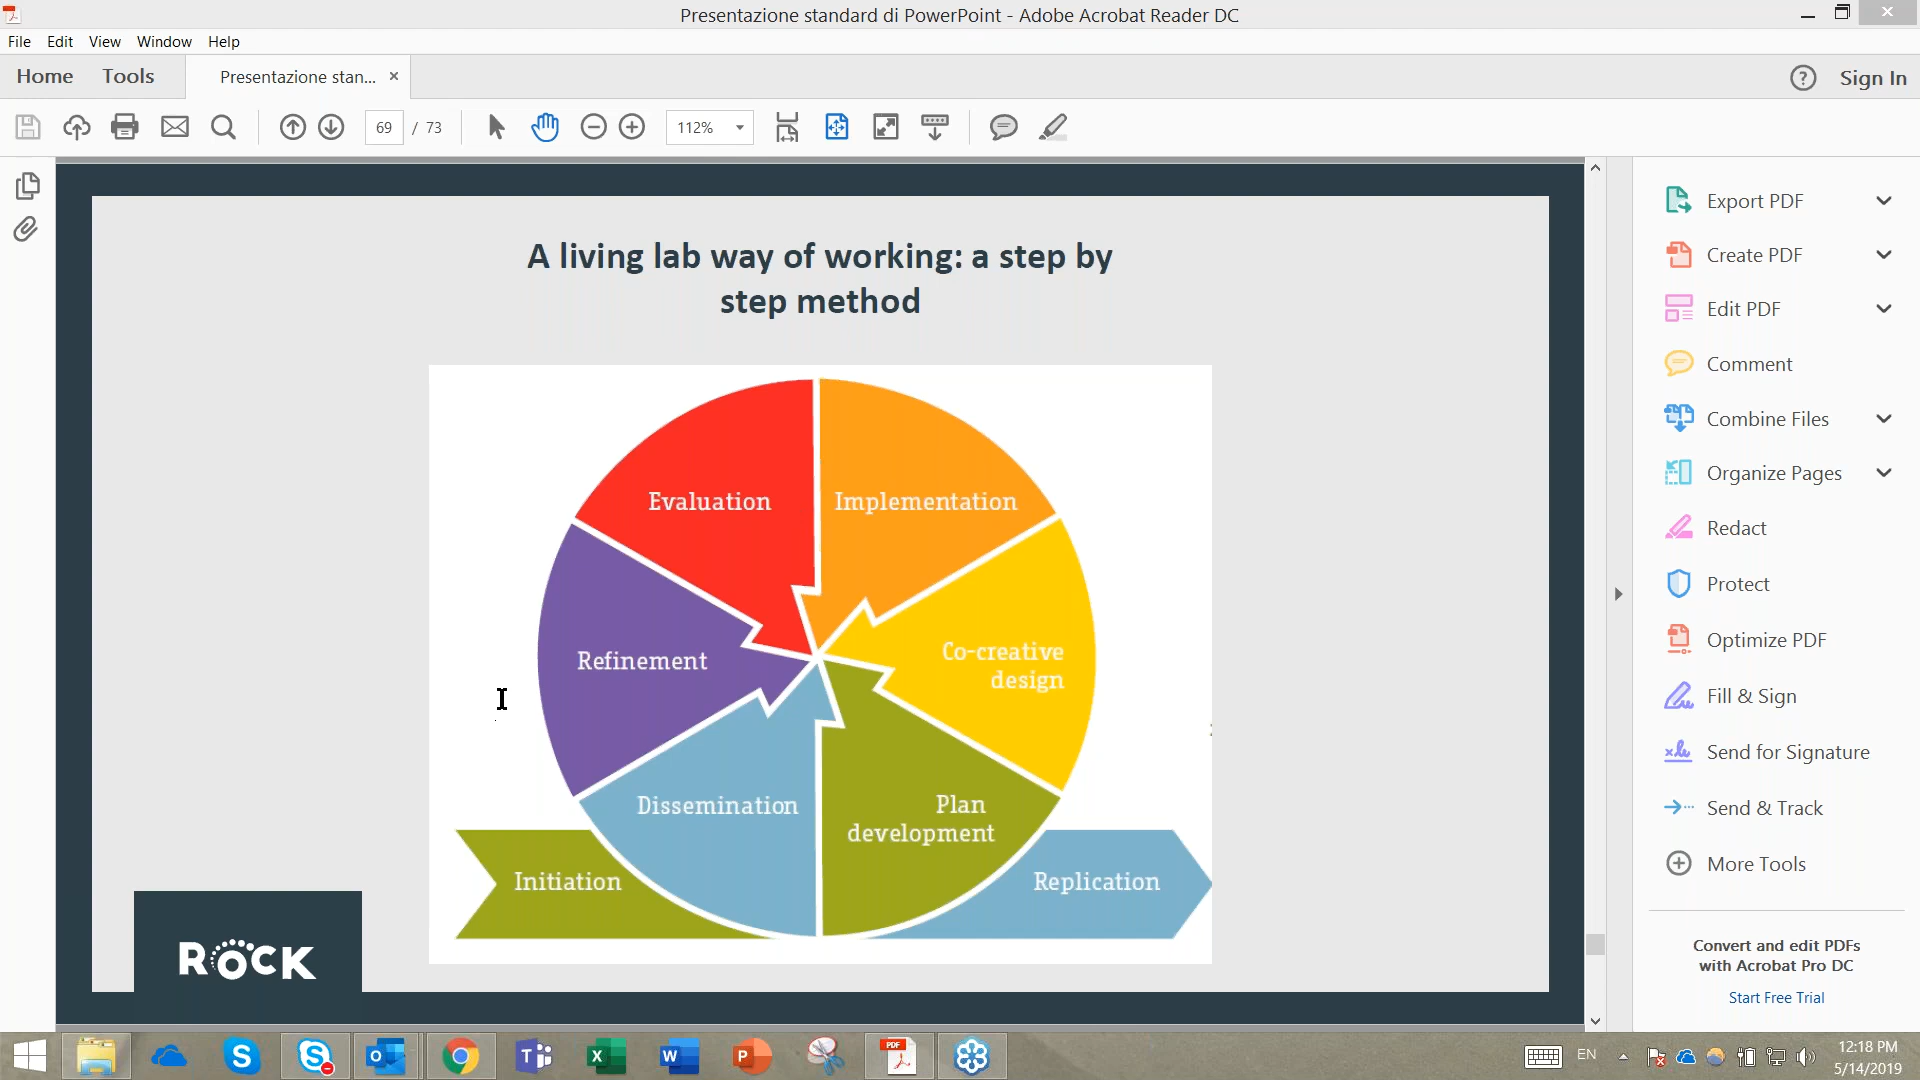 Presentazione standard di PowerPoint - Adobe Acrobat Reader DC
File Edit View Window Help
Home Tools Presentazione stan... × ? Sign In
69 / 73 112%
A living lab way of working: a step by
step method
Evaluation
Implementation
Co-creative
design
Refinement
Dissemination
Plan
development
Initiation
Replication
ROCK
Export PDF
Create PDF
Edit PDF
Comment
Combine Files
Organize Pages
Redact
Protect
Optimize PDF
Fill & Sign
Send for Signature
Send & Track
More Tools
Convert and edit PDFs
with Acrobat Pro DC
Start Free Trial
EN
12:18 PM
5/14/2019